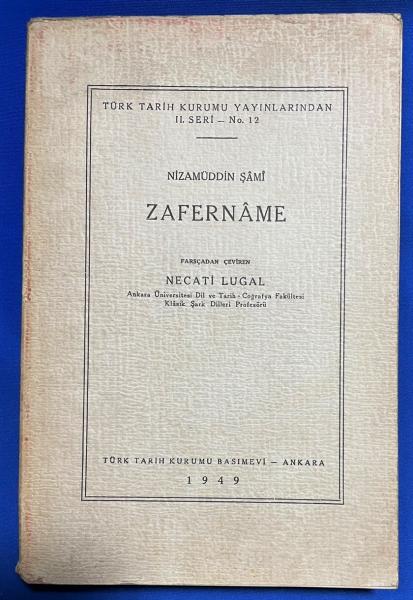 TÜRK TARİH KURUMU YAYINLARINDAN
II. SERİ — No. 12
NİZAMÜDDİN ŞÂMÎ
ZAFERNÂME
FARSÇADAN ÇEVİREN
NECATİ LUGAL
Ankara Üniversitesi Dil ve Tarih - Coğrafya Fakültesi
Klâsik Şark Dilleri Profesörü
TÜRK TARİH KURUMU BASIMEVİ — ANKARA
1949